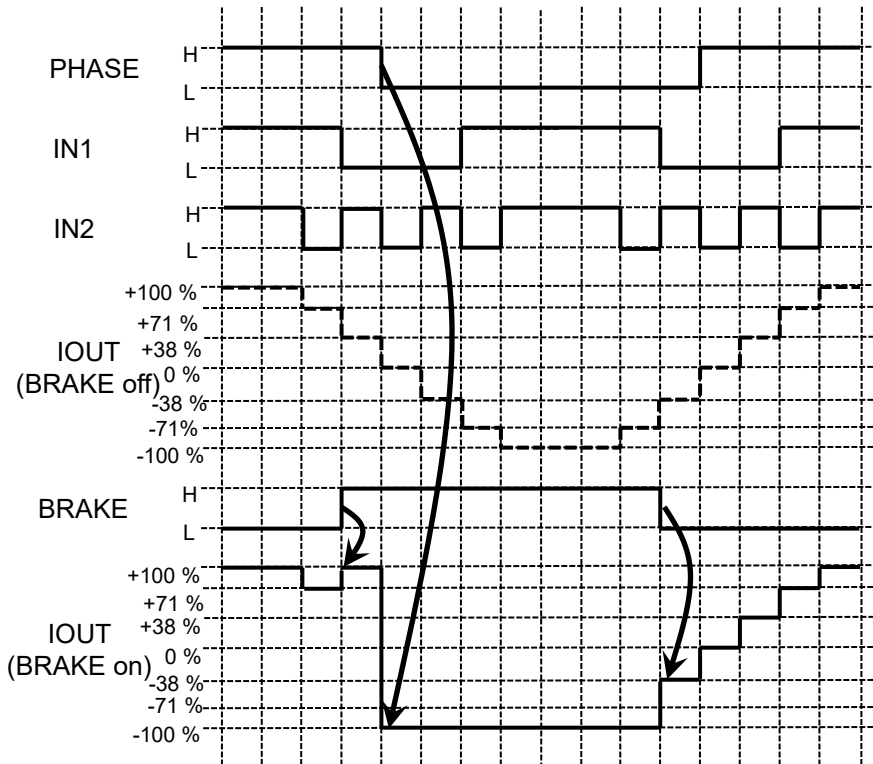 PHASE
H
L
IN1
H
L
IN2
H
L
IOUT
(BRAKE off)
+100 %
+71 %
+38 %
0 %
-38 %
-71%
-100 %
BRAKE
H
L
IOUT
(BRAKE on)
+100 %
+71 %
+38 %
0 %
-38 %
-71 %
-100 %